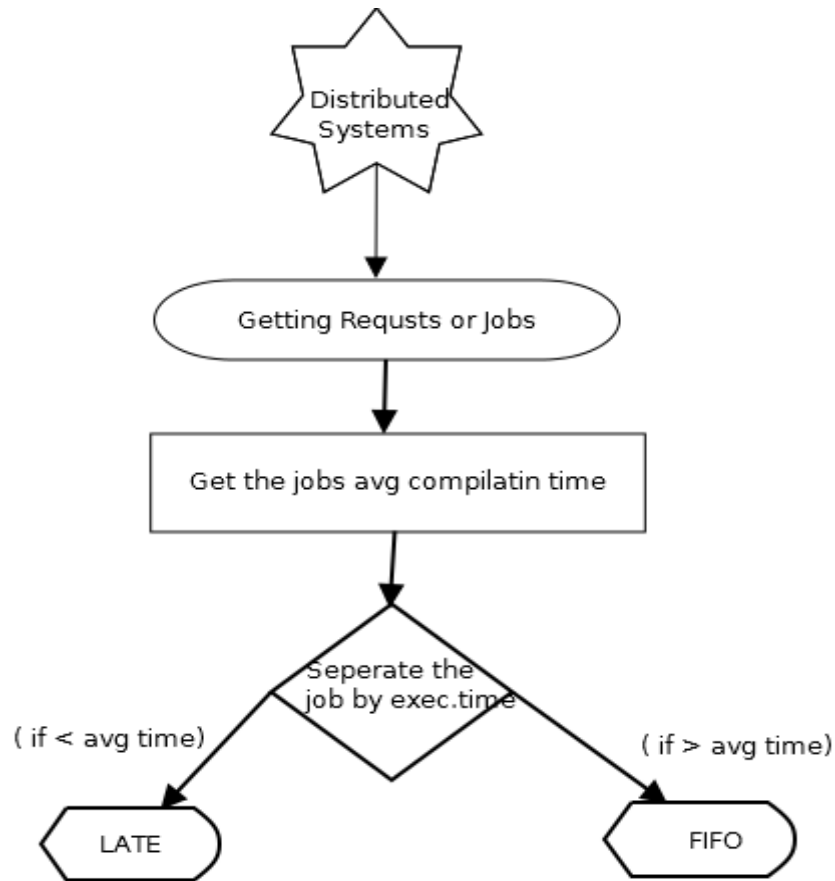 Distributed
Systems
Getting Requsts or Jobs
Get the jobs avg compilatin time
Seperate the
job by exec.time
( if < avg time)
( if > avg time)
LATE
FIFO